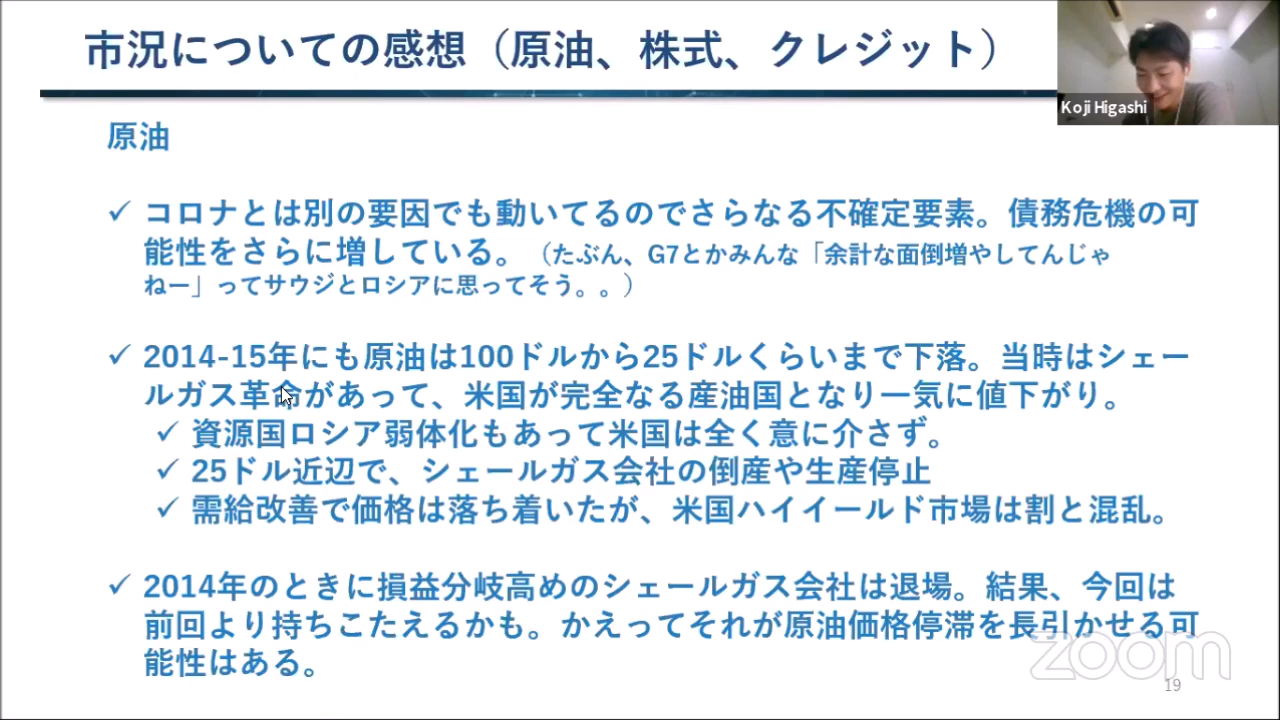 市況についての感想（原油、株式、クレジット）
Koji Higashi
原油
✓ コロナとは別の要因でも動いてるのでさらなる不確定要素。債務危機の可
能性をさらに増している。（たぶん、G7とかみんな「余計な面倒増やしてんじゃ
ねー」ってサウジとロシアに思ってそう。。）
✓ 2014-15年にも原油は100ドルから25ドルくらいまで下落。当時はシェー
ルガス革命があって、米国が完全なる産油国となり一気に値下がり。
✓ 資源国ロシア弱体化もあって米国は全く意に介さず。
✓ 25ドル近辺で、シェールガス会社の倒産や生産停止
✓ 需給改善で価格は落ち着いたが、米国ハイイールド市場は割と混乱。
✓ 2014年のときに損益分岐高めのシェールガス会社は退場。結果、今回は
前回より持ちこたえるかも。かえってそれが原油価格停滞を長引かせる可
能性はある。
zoom
19